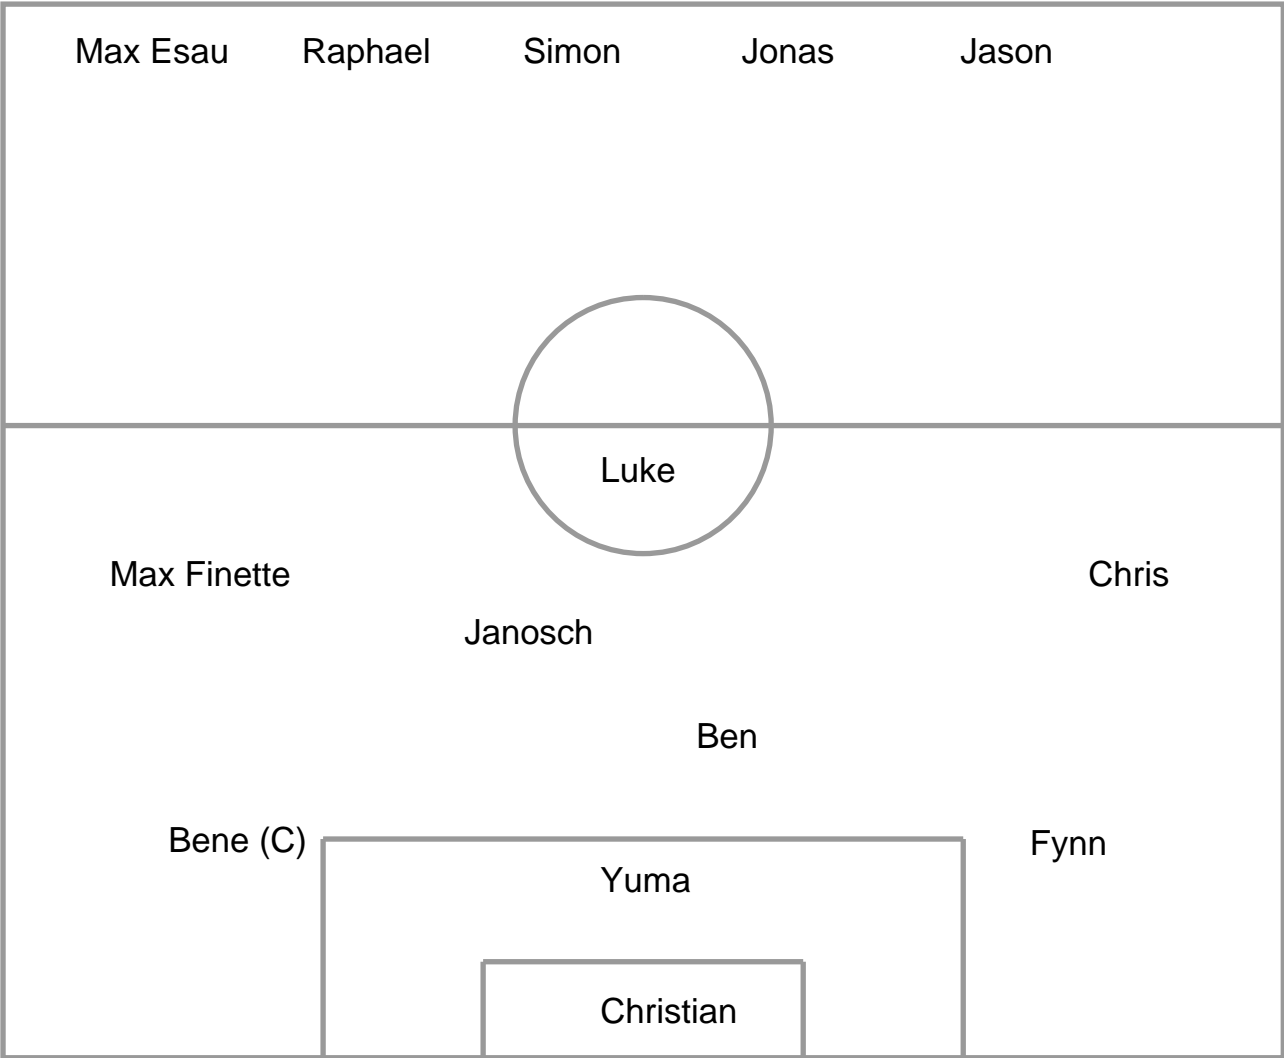 Max Esau Raphael Simon Jonas Jason
Luke
Max Finette Chris
Janosch
Ben
Bene (C) Fynn
Yuma
Christian